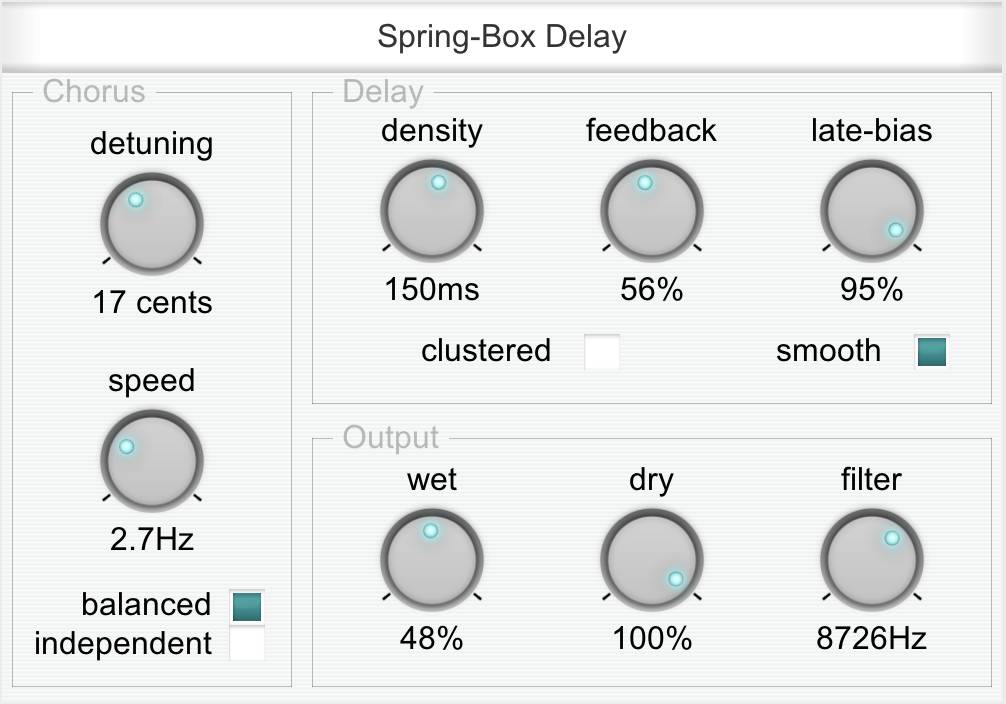 Spring-Box Delay
Chorus
detuning
17 cents
speed
2.7Hz
balanced
independent
Delay
density
feedback
late-bias
150ms
56%
95%
clustered
smooth
Output
wet
dry
filter
48%
100%
8726Hz